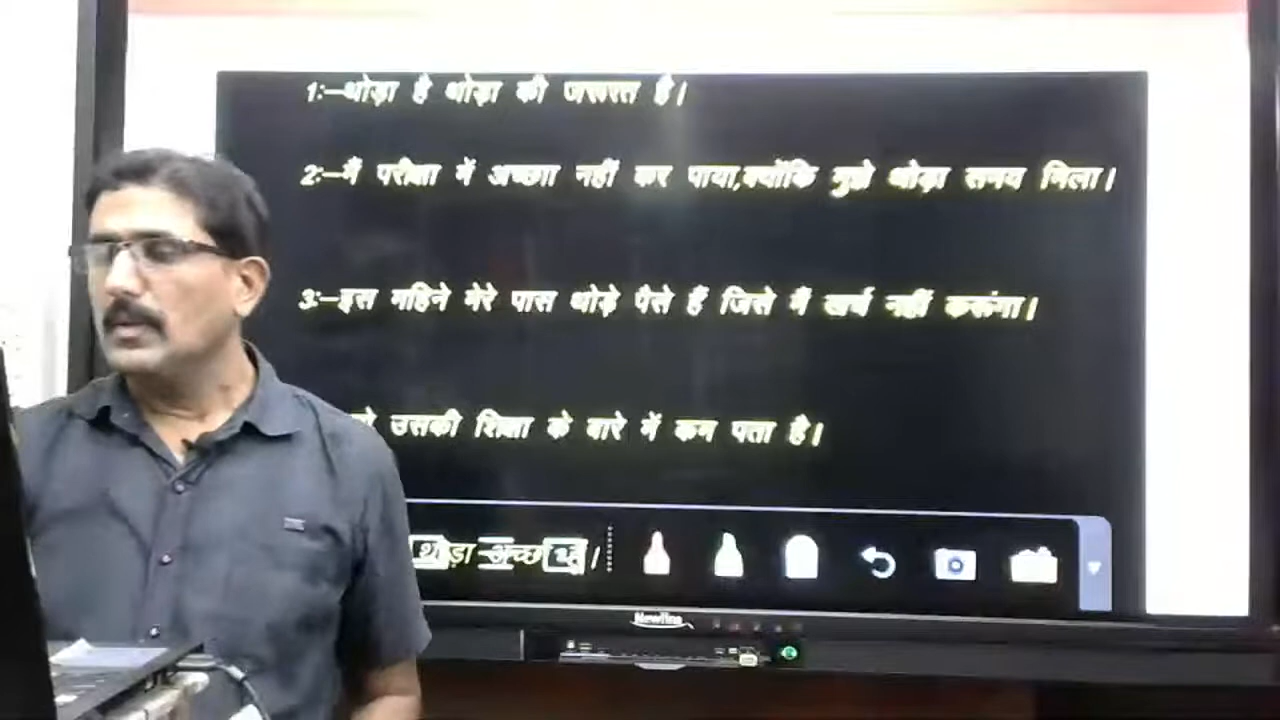 1:–थोड़ा है थोड़ा की जरूरत है।
2:–मैं परीक्षा में अच्छा नहीं कर पाया,क्योंकि मुझे थोड़ा समय मिला।
3:–इस महिने मेरे पास थोड़े पैसे हैं जिसे मैं खर्च नहीं करूंगा।
उसकी शिक्षा के बारे में कम पता है।
थोड़ा अच्छा है।
Newline